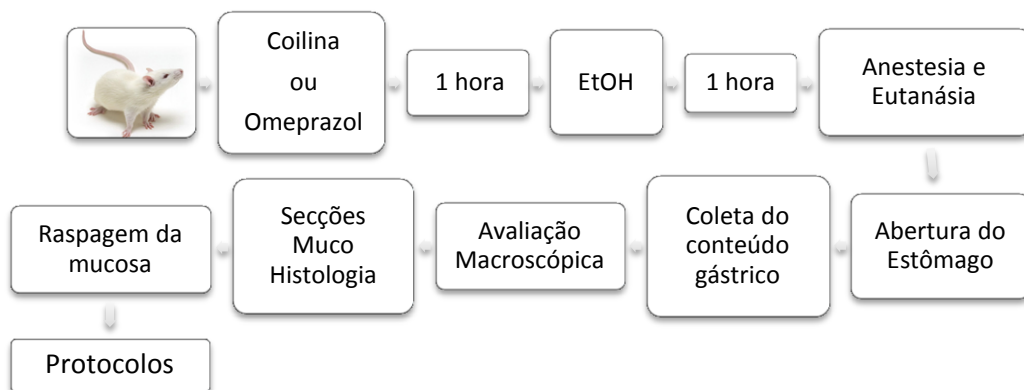 Coilina
ou
Omeprazol
1 hora
EtOH
1 hora
Anestesia e
Eutanásia
Abertura do
Estômago
Coleta do
conteúdo
gástrico
Avaliação
Macroscópica
Secções
Muco
Histologia
Raspagem da
mucosa
Protocolos